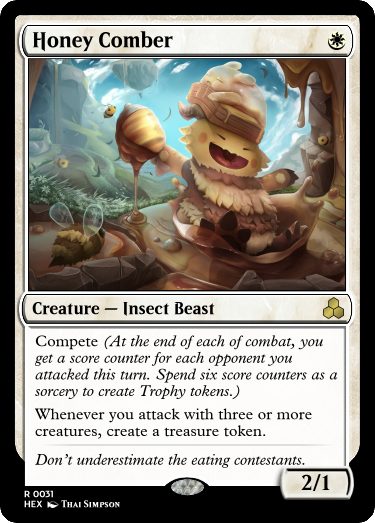 Honey Comber
Creature — Insect Beast
Compete (At the end of each of combat, you
get a score counter for each opponent you
attacked this turn. Spend six score counters as a
sorcery to create Trophy tokens.)
Whenever you attack with three or more
creatures, create a treasure token.
Don't underestimate the eating contestants.
2/1
R 0031
HEX Thai Simpson